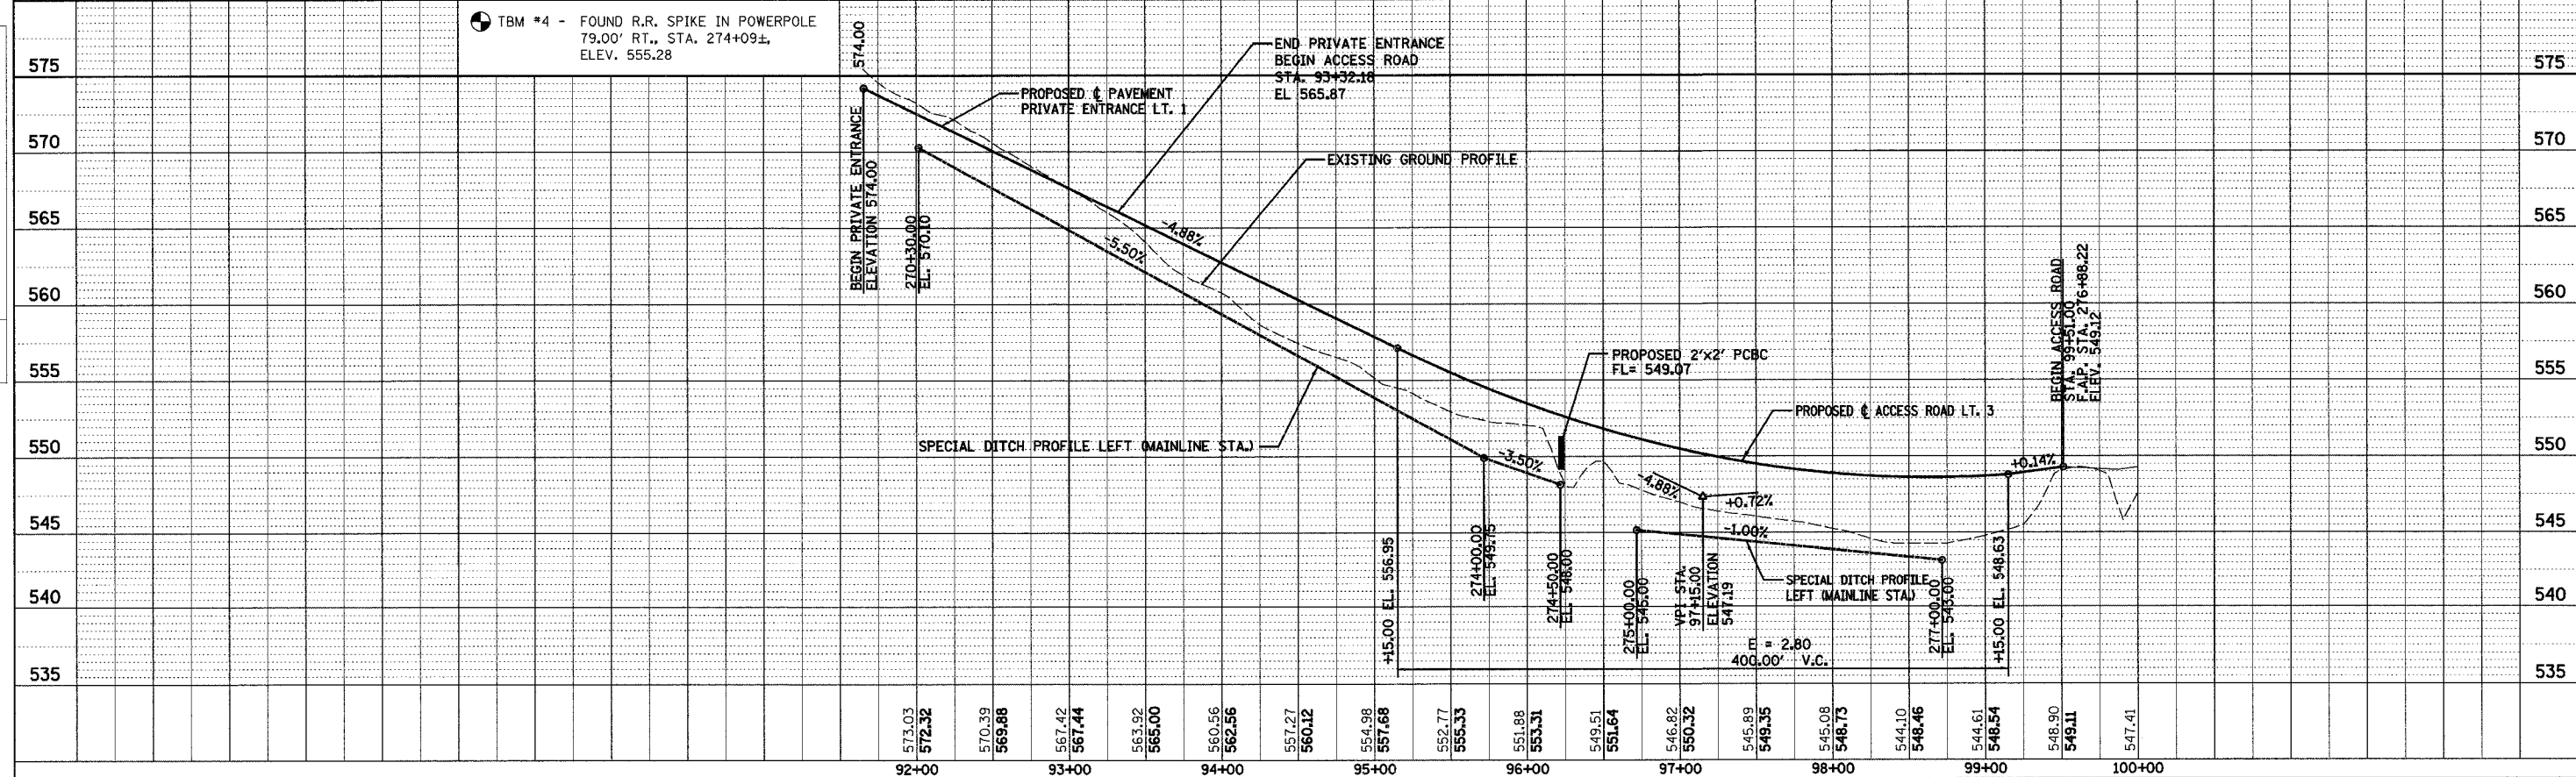 TBM #4 - FOUND R.R. SPIKE IN POWERPOLE
79.00' RT., STA. 274+09±,
ELEV. 555.28
574.00
END PRIVATE ENTRANCE
BEGIN ACCESS ROAD
STA. 93+32.18
EL 565.87
PROPOSED ℄ PAVEMENT
PRIVATE ENTRANCE LT. 1
EXISTING GROUND PROFILE
BEGIN PRIVATE ENTRANCE
ELEVATION 574.00
270+30.00
EL. 570.10
-4.88%
-5.50%
SPECIAL DITCH PROFILE LEFT (MAINLINE STA.)
PROPOSED 2'x2' PCBC
FL= 549.07
PROPOSED ℄ ACCESS ROAD LT. 3
BEGIN ACCESS ROAD
STA. 99+51.00
F.A.P. STA. 276+88.22
ELEV. 549.12
-3.50%
-4.88%
+0.72%
+0.14%
-1.00%
+15.00 EL. 556.95
274+00.00
EL. 549.75
274+50.00
EL. 548.00
275+00.00
EL. 545.00
VPI STA.
97+15.00
ELEVATION
547.19
SPECIAL DITCH PROFILE
LEFT (MAINLINE STA.)
277+00.00
EL. 543.00
+15.00 EL. 548.63
E = 2.80
400.00' V.C.
575 575
570 570
565 565
560 560
555 555
550 550
545 545
540 540
535 535
573.03 570.39 567.42 563.92 560.56 557.27 554.98 552.77 551.88 549.51 546.82 545.89 545.08 544.10 544.61 548.90 547.41
572.32 569.88 567.44 565.00 562.56 560.12 557.68 555.33 553.31 551.64 550.32 549.35 548.73 548.46 548.54 549.11
92+00 93+00 94+00 95+00 96+00 97+00 98+00 99+00 100+00